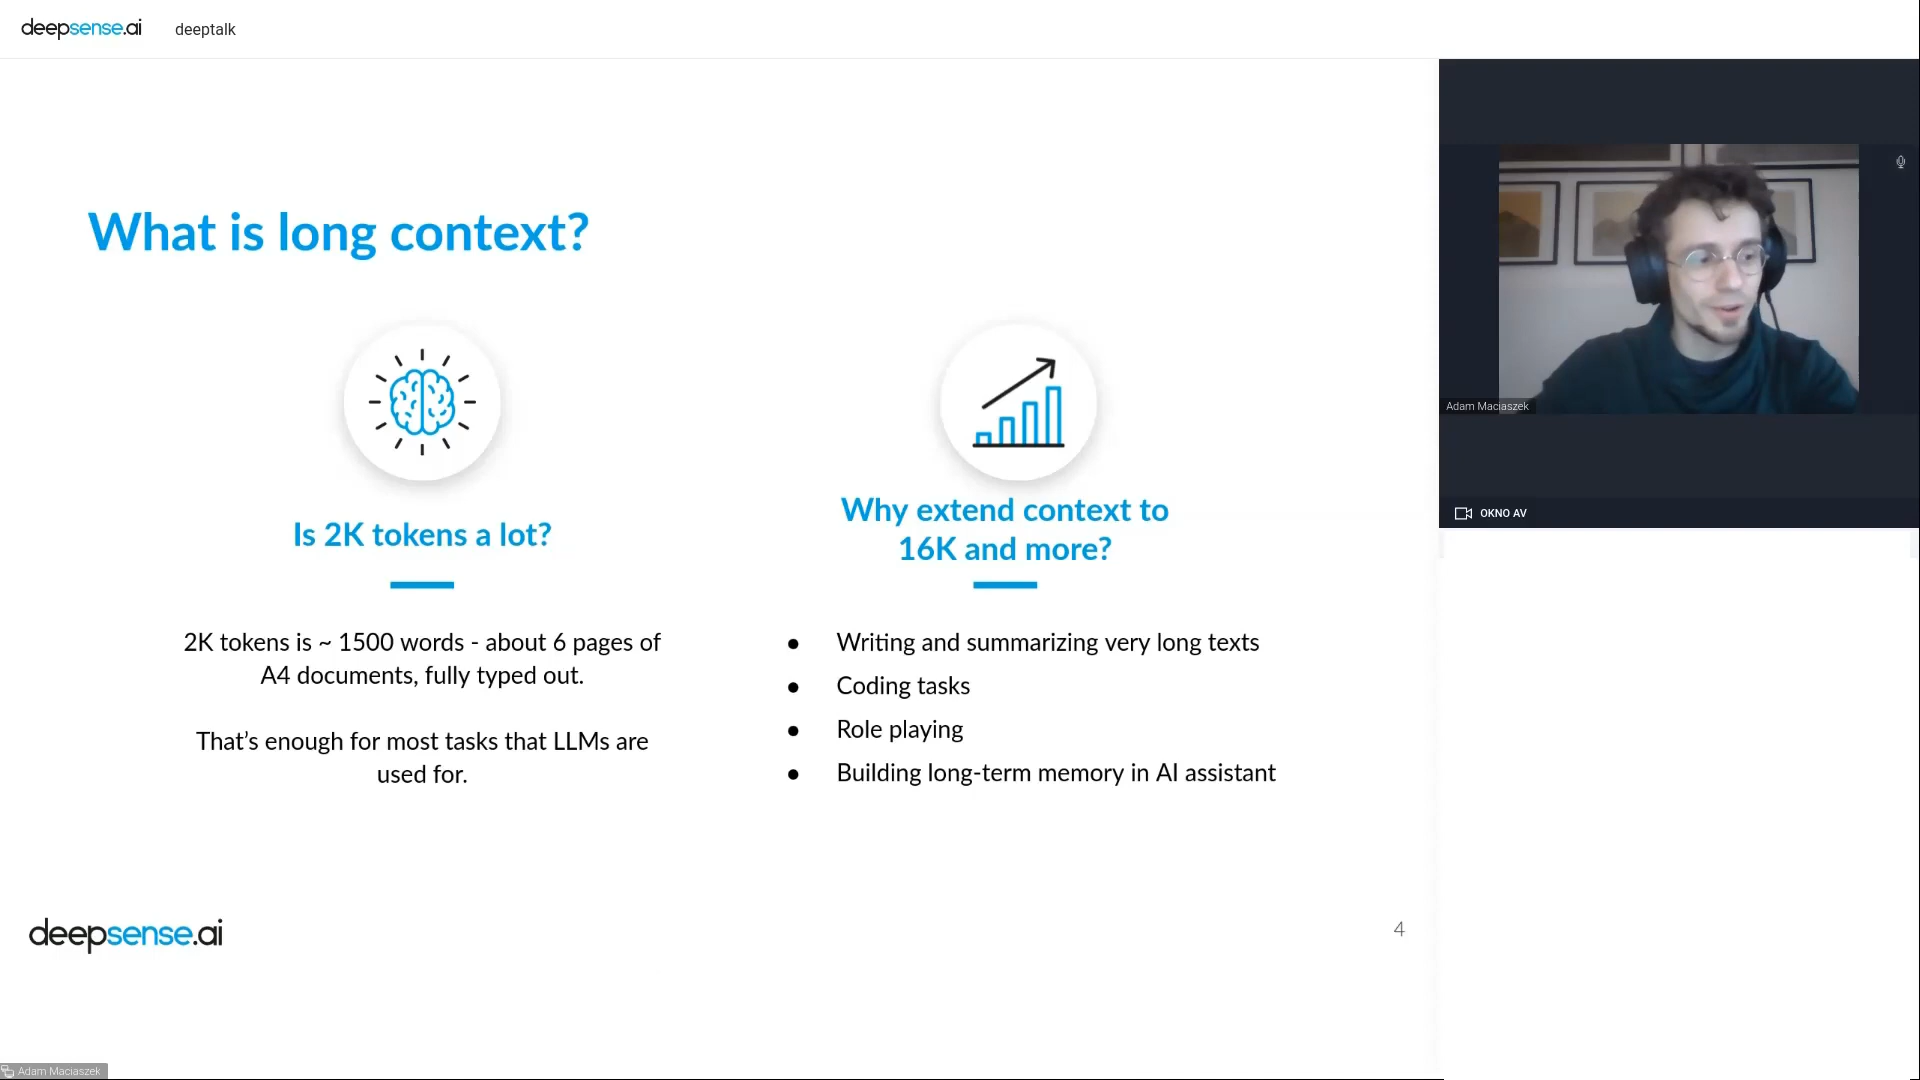 deepsense.ai
deeptalk
What is long context?
Is 2K tokens a lot?
2K tokens is ~ 1500 words - about 6 pages of
A4 documents, fully typed out.
That’s enough for most tasks that LLMs are
used for.
Why extend context to
16K and more?
● Writing and summarizing very long texts
● Coding tasks
● Role playing
● Building long-term memory in AI assistant
deepsense.ai
4
Adam Maciaszek
Adam Maciaszek
OKNO AV